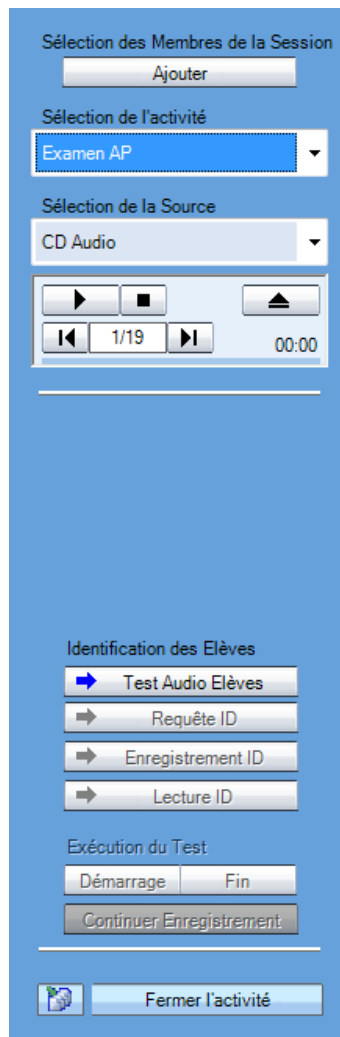 Sélection des Membres de la Session
Ajouter
Sélection de l'activité
Examen AP
Sélection de la Source
CD Audio
1/19
00:00
Identification des Elèves
Test Audio Elèves
Requête ID
Enregistrement ID
Lecture ID
Exécution du Test
Démarrage Fin
Continuer Enregistrement
Fermer l'activité